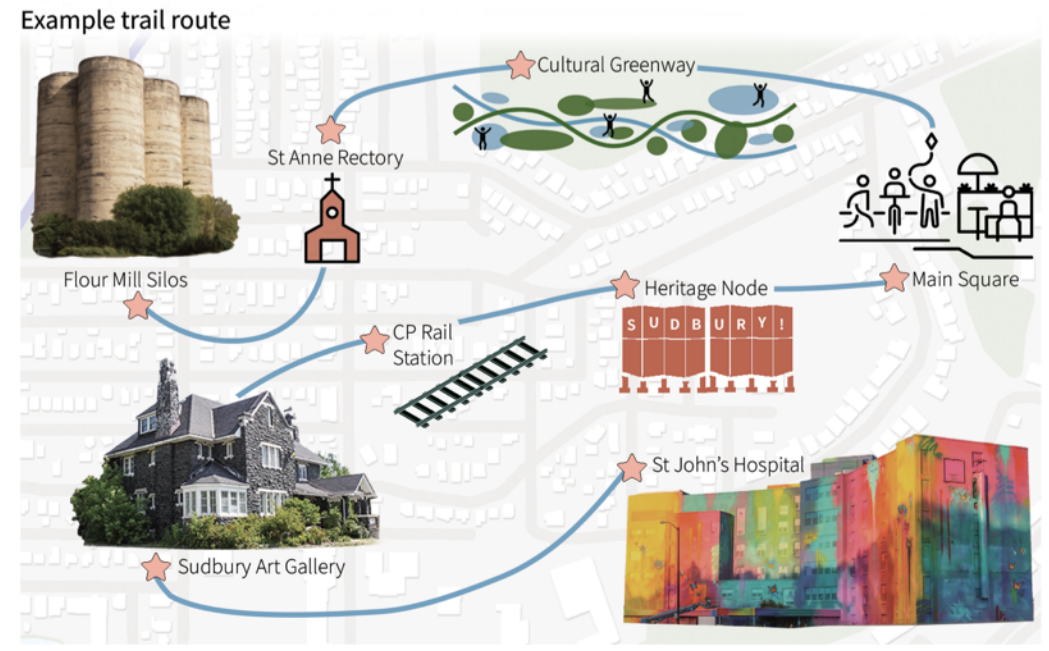 Example trail route
Cultural Greenway
St Anne Rectory
Flour Mill Silos
Heritage Node
Main Square
SUDBURY!
CP Rail
Station
St John's Hospital
Sudbury Art Gallery